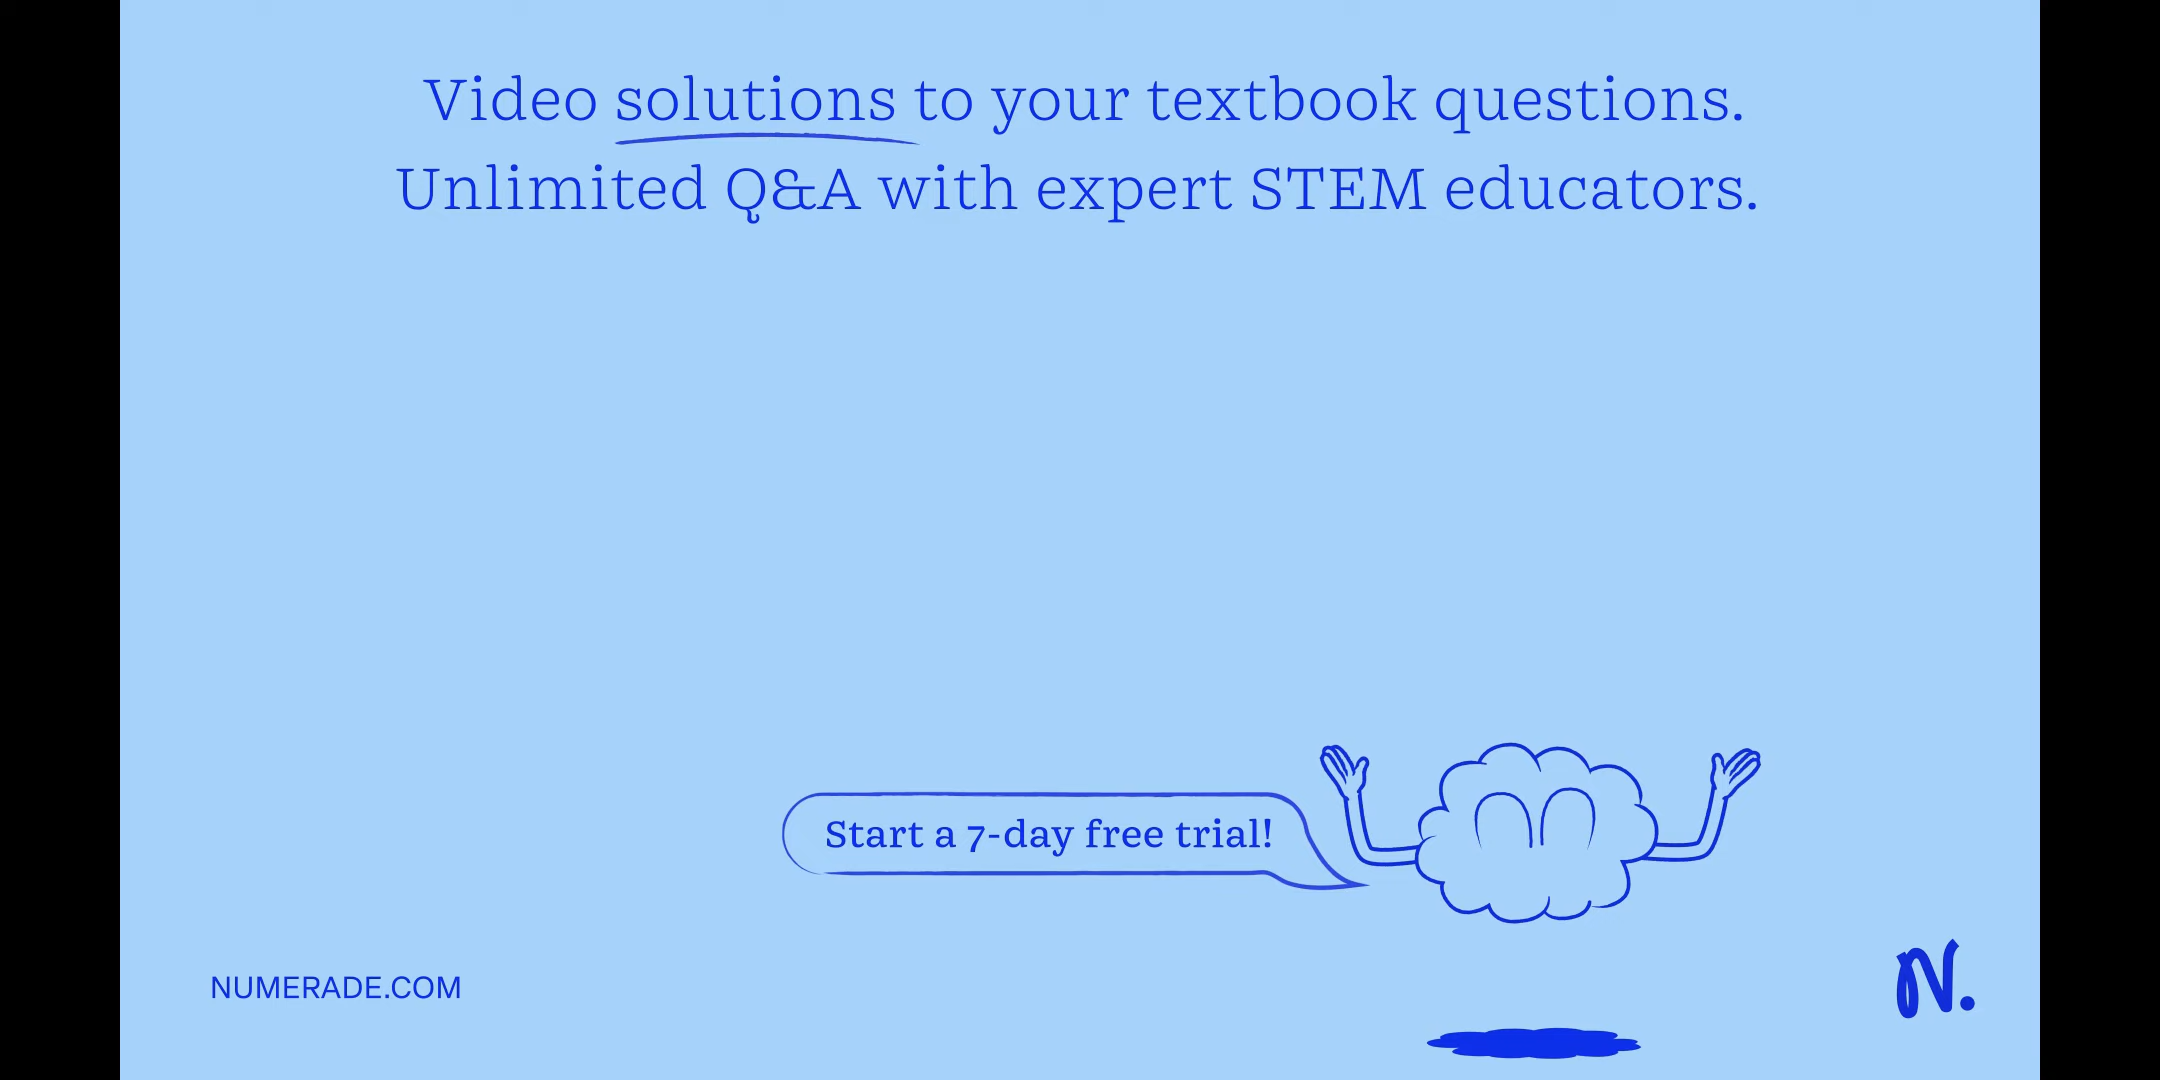 Video solutions to your textbook questions.
Unlimited Q&A with expert STEM educators.
Start a 7-day free trial!
NUMERADE.COM
N.